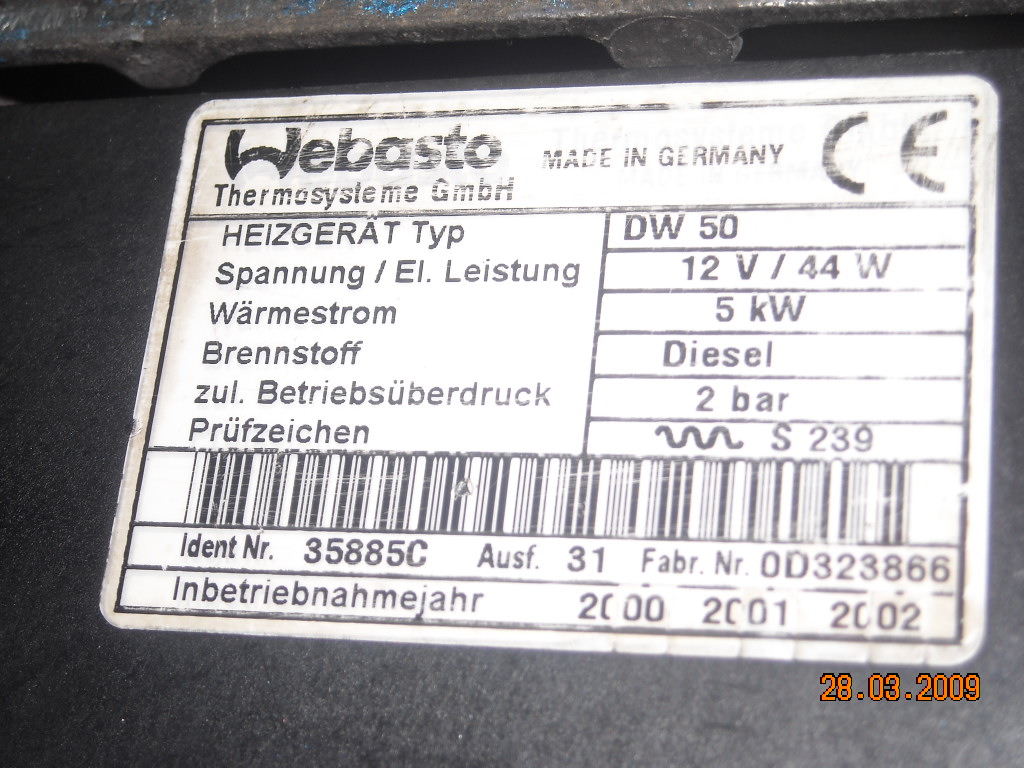 Webasto MADE IN GERMANY CE
Thermosysteme GmbH
HEIZGERÄT Typ DW 50
Spannung / El. Leistung 12 V / 44 W
Wärmestrom 5 kW
Brennstoff Diesel
zul. Betriebsüberdruck 2 bar
Prüfzeichen S 239
Ident Nr. 35885C Ausf. 31 Fabr. Nr. 0D323866
Inbetriebnahmejahr 2000 2001 2002
28.03.2009